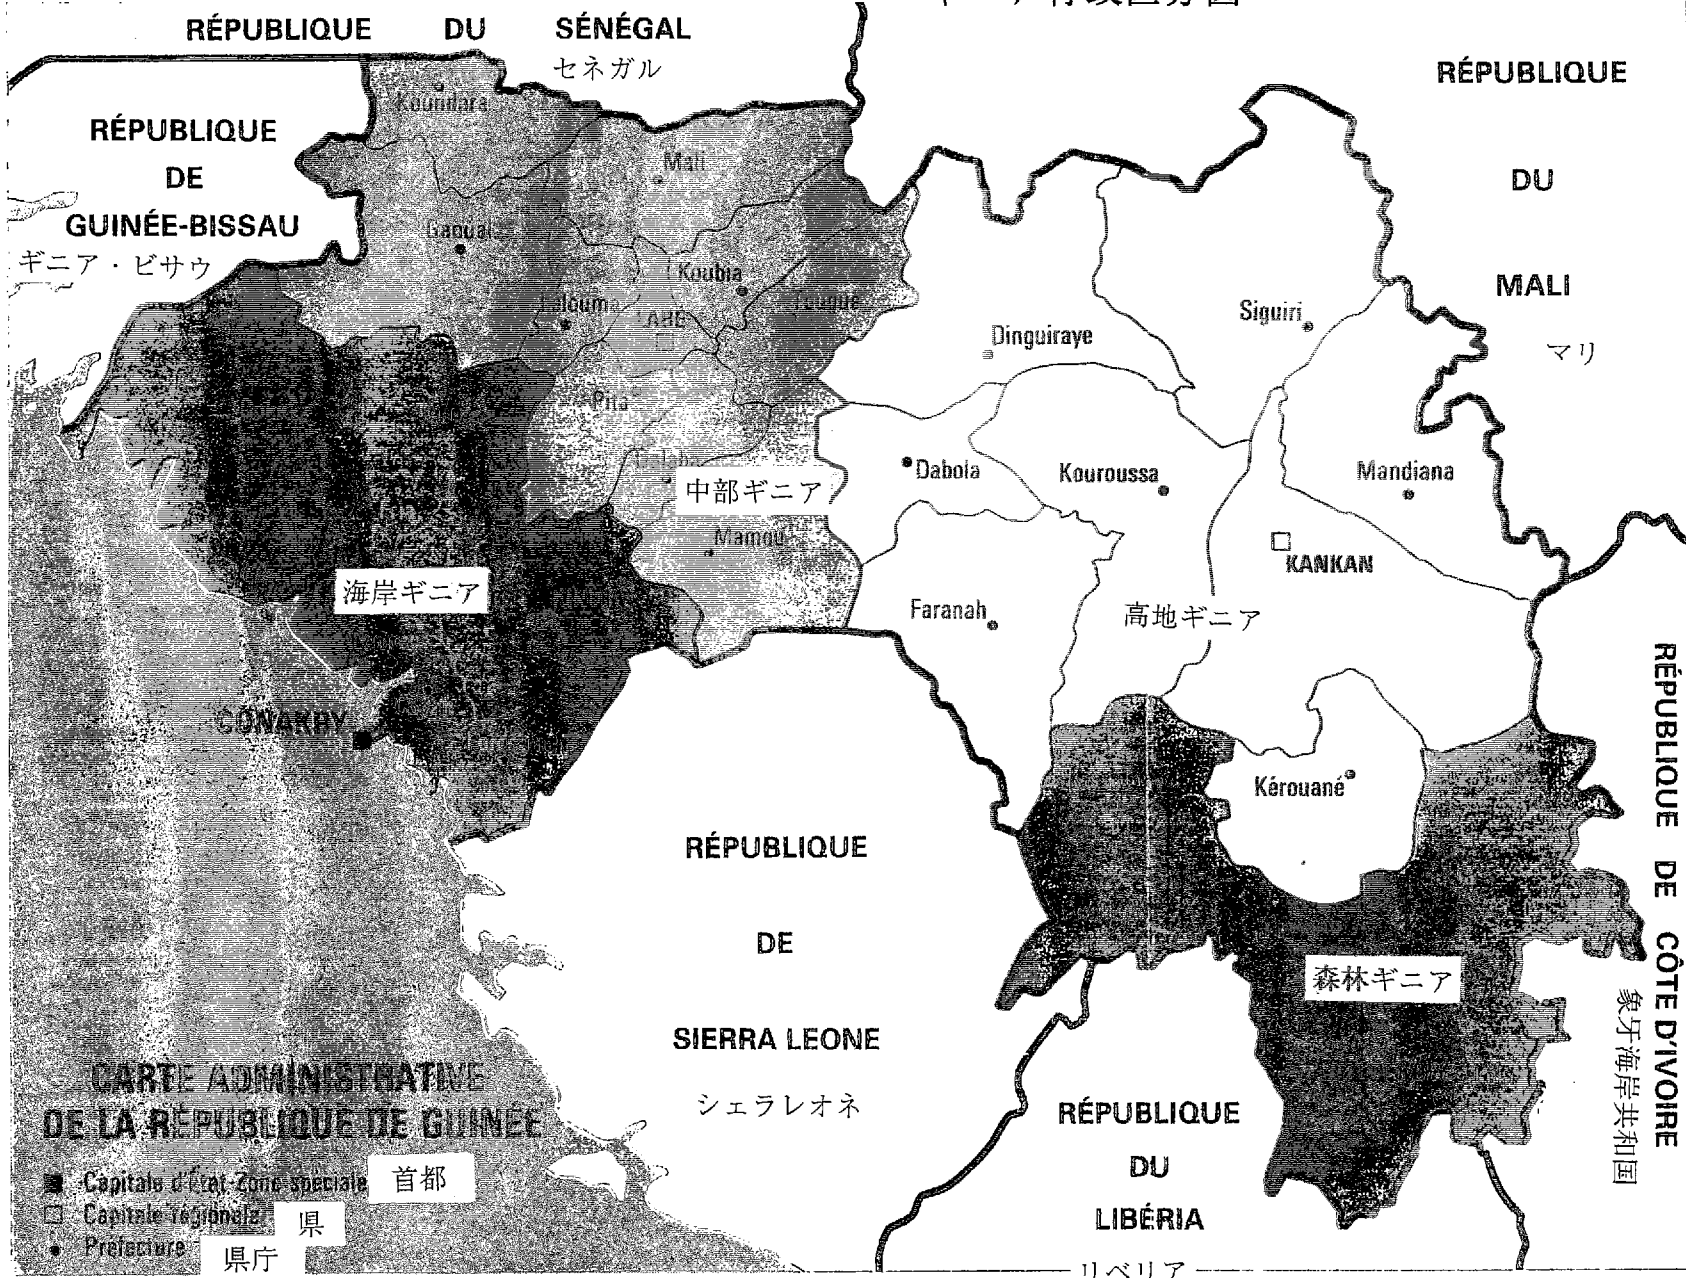 RÉPUBLIQUE DU SÉNÉGAL
セネガル
RÉPUBLIQUE
DE
GUINÉE-BISSAU
ギニア・ビサウ
RÉPUBLIQUE
DU
MALI
マリ
Koundara
Mali
Gaoual
Koubia
Tougué
Siguiri
Dinguiraye
Pita
Dabola
Kouroussa
Mandiana
中部ギニア
Mamou
KANKAN
海岸ギニア
Faranah
高地ギニア
CONAKRY
Kérouané
RÉPUBLIQUE
DE
SIERRA LEONE
シェラレオネ
森林ギニア
RÉPUBLIQUE DE CÔTE D'IVOIRE
象牙海岸共和国
RÉPUBLIQUE
DU
LIBÉRIA
リベリア
CARTE ADMINISTRATIVE
DE LA RÉPUBLIQUE DE GUINÉE
Capitale d'État-zone spéciale 首都
Capitale régionale 県
Préfecture 県庁